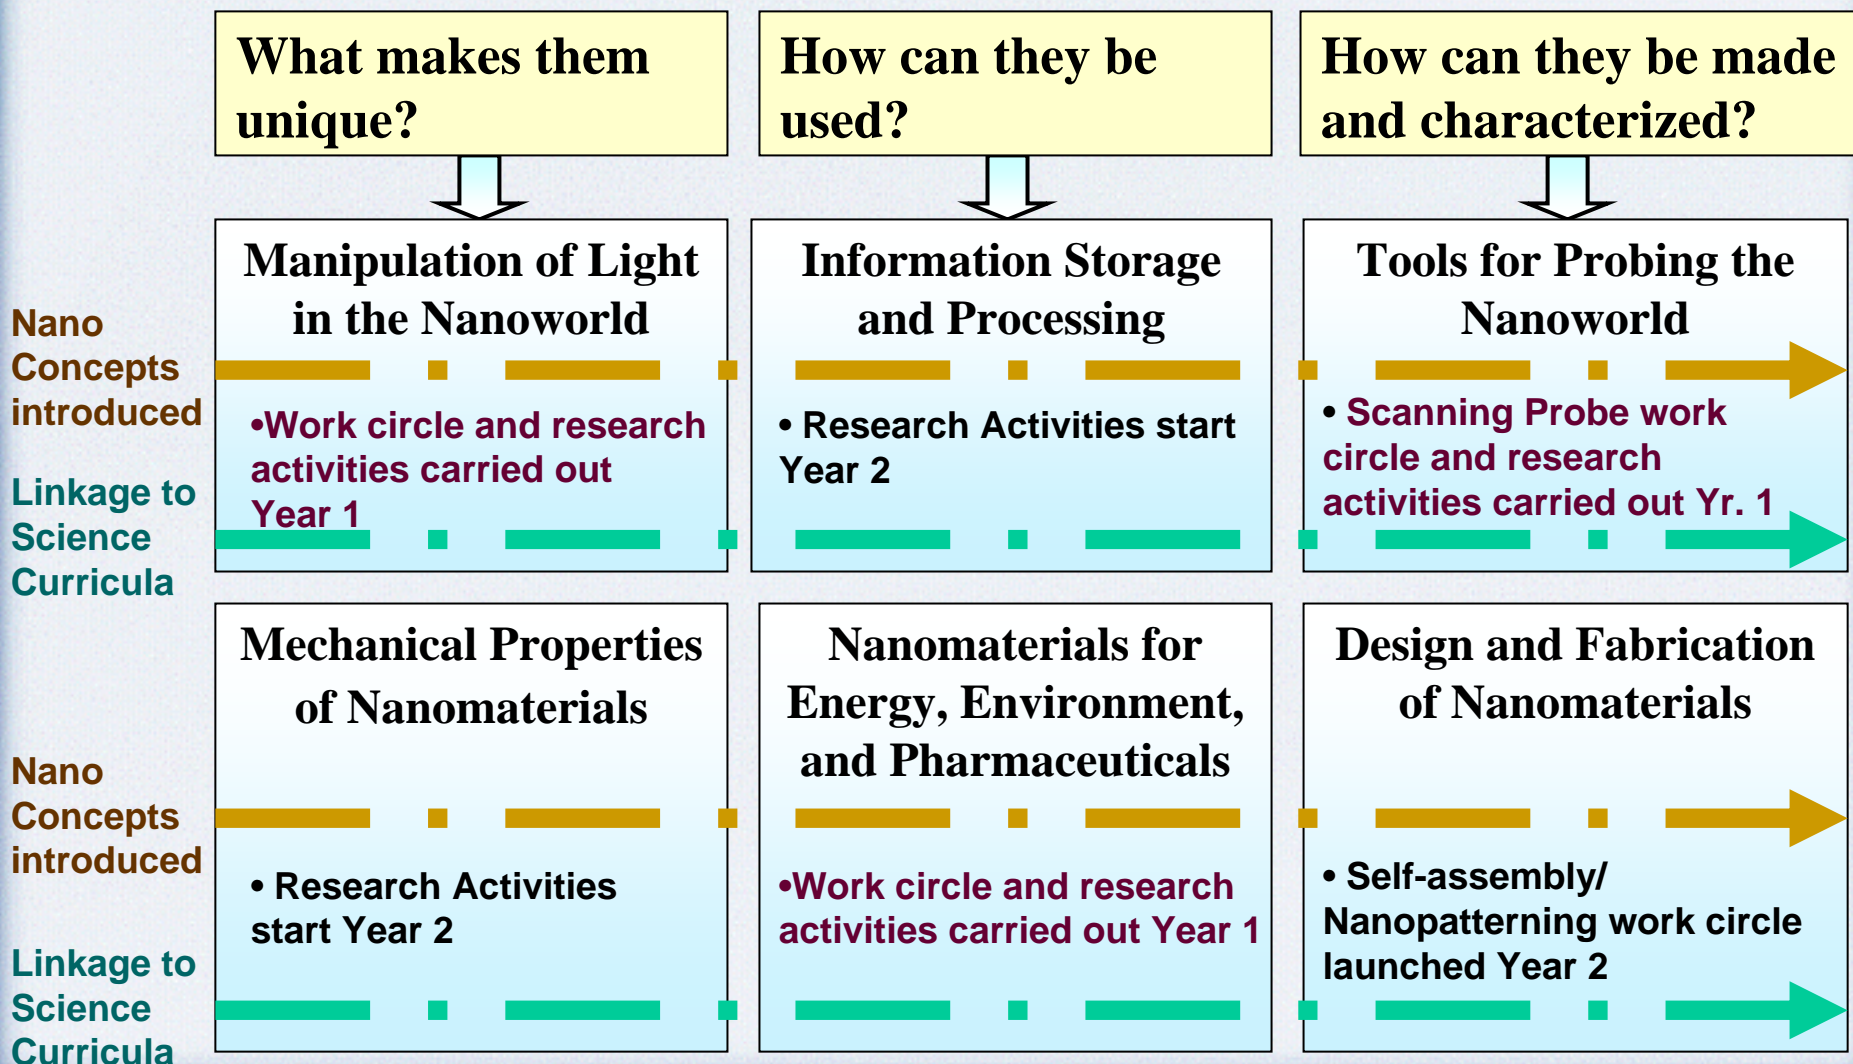 What makes them
unique?
How can they be
used?
How can they be made
and characterized?
Manipulation of Light
in the Nanoworld
Information Storage
and Processing
Tools for Probing the
Nanoworld
Nano
Concepts
introduced
•Work circle and research
activities carried out
Year 1
• Research Activities start
Year 2
• Scanning Probe work
circle and research
activities carried out Yr. 1
Linkage to
Science
Curricula
Mechanical Properties
of Nanomaterials
Nanomaterials for
Energy, Environment,
and Pharmaceuticals
Design and Fabrication
of Nanomaterials
Nano
Concepts
introduced
• Research Activities
start Year 2
•Work circle and research
activities carried out Year 1
• Self-assembly/
Nanopatterning work circle
launched Year 2
Linkage to
Science
Curricula